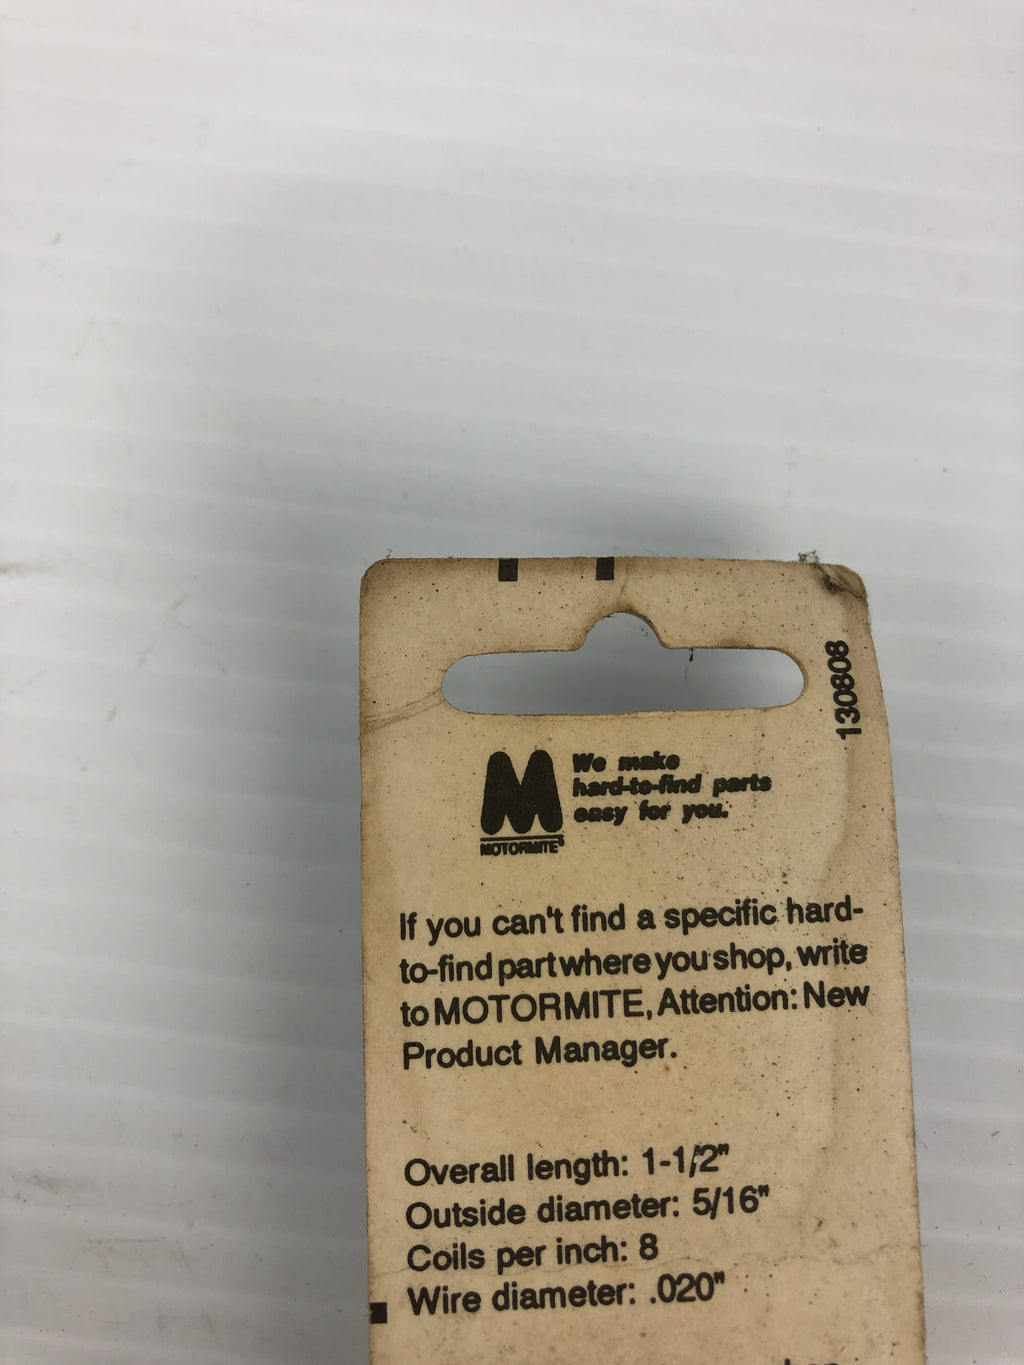 130808
We make
hard-to-find parts
easy for you.
MOTORMITE®
If you can't find a specific hard-
to-find part where you shop, write
to MOTORMITE, Attention: New
Product Manager.
Overall length: 1-1/2"
Outside diameter: 5/16"
Coils per inch: 8
Wire diameter: .020"